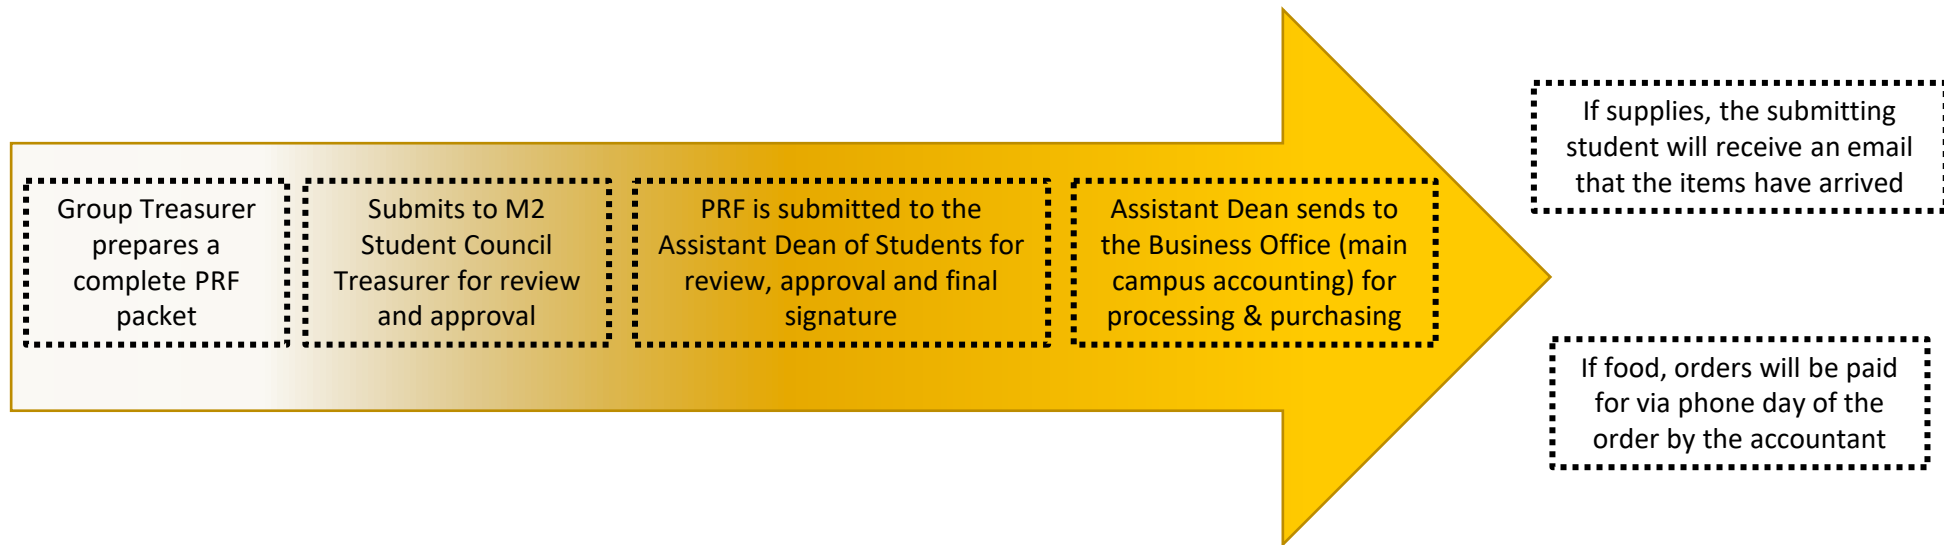 Group Treasurer
prepares a
complete PRF
packet
Submits to M2
Student Council
Treasurer for review
and approval
PRF is submitted to the
Assistant Dean of Students for
review, approval and final
signature
Assistant Dean sends to
the Business Office (main
campus accounting) for
processing & purchasing
If supplies, the submitting
student will receive an email
that the items have arrived
If food, orders will be paid
for via phone day of the
order by the accountant